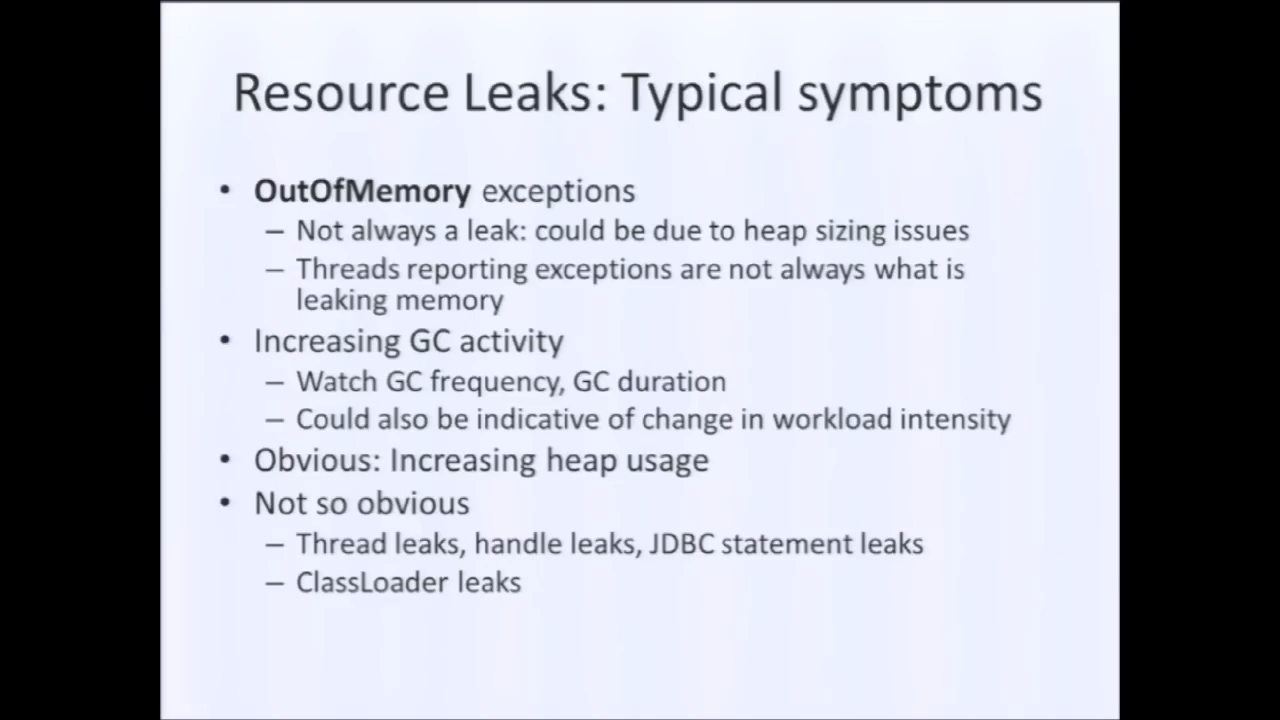 Resource Leaks: Typical symptoms
• OutOfMemory exceptions
– Not always a leak: could be due to heap sizing issues
– Threads reporting exceptions are not always what is
leaking memory
• Increasing GC activity
– Watch GC frequency, GC duration
– Could also be indicative of change in workload intensity
• Obvious: Increasing heap usage
• Not so obvious
– Thread leaks, handle leaks, JDBC statement leaks
– ClassLoader leaks